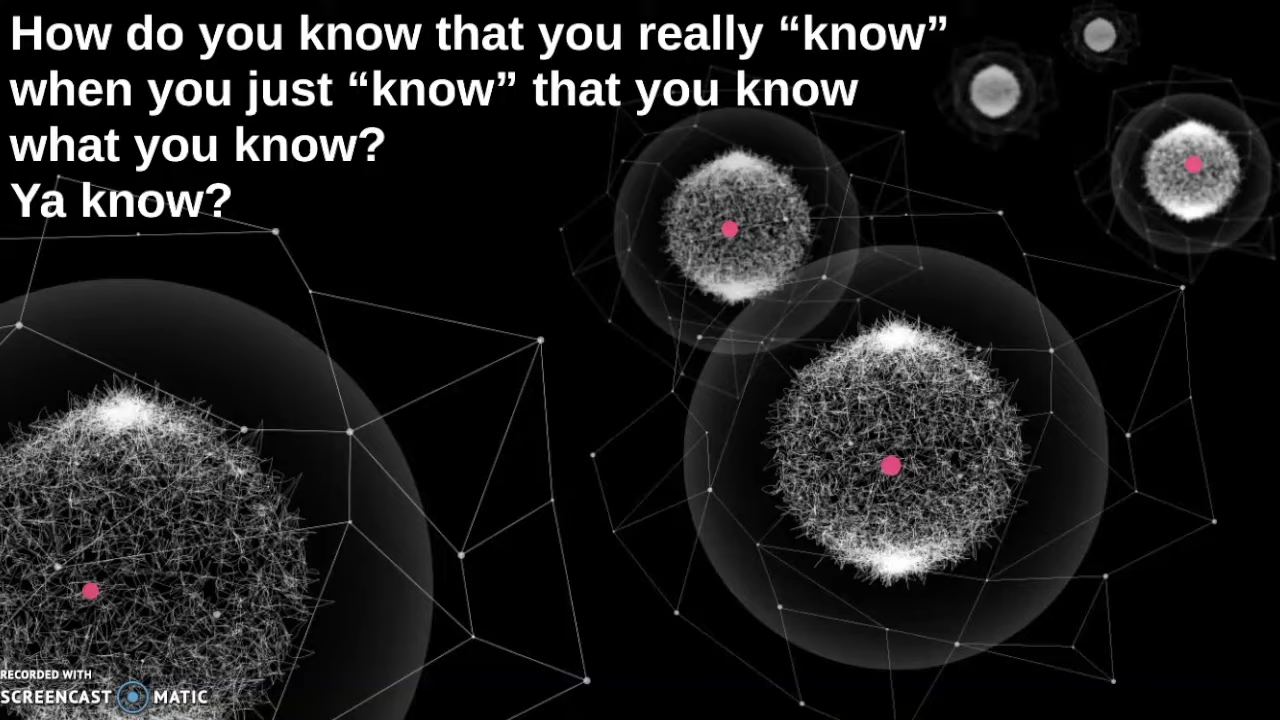 How do you know that you really “know”
when you just “know” that you know
what you know?
Ya know?
RECORDED WITH
SCREENCAST MATIC